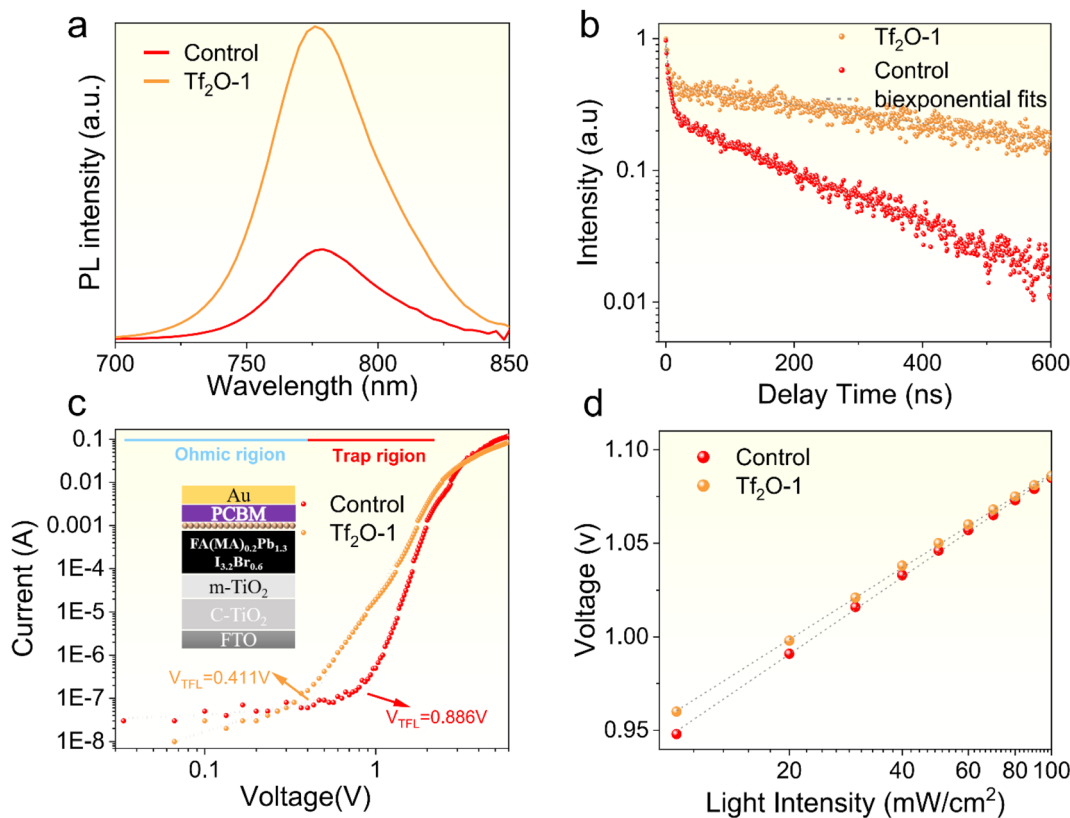 a
PL intensity (a.u.)
Control
Tf₂O-1
700
750
800
850
Wavelength (nm)
b
Intensity (a.u)
1
0.1
0.01
Tf₂O-1
Control
biexponential fits
0
200
400
600
Delay Time (ns)
c
Current (A)
0.1
0.01
0.001
1E-4
1E-5
1E-6
1E-7
1E-8
Ohmic rigion
Trap rigion
Au
PCBM
FA(MA)₀.₂Pb₁.₃
I₃.₂Br₀.₆
m-TiO₂
C-TiO₂
FTO
Control
Tf₂O-1
V_TFL=0.411V
V_TFL=0.886V
0.1
1
Voltage(V)
d
Voltage (v)
1.10
1.05
1.00
0.95
Control
Tf₂O-1
20
40
60
80
100
Light Intensity (mW/cm²)